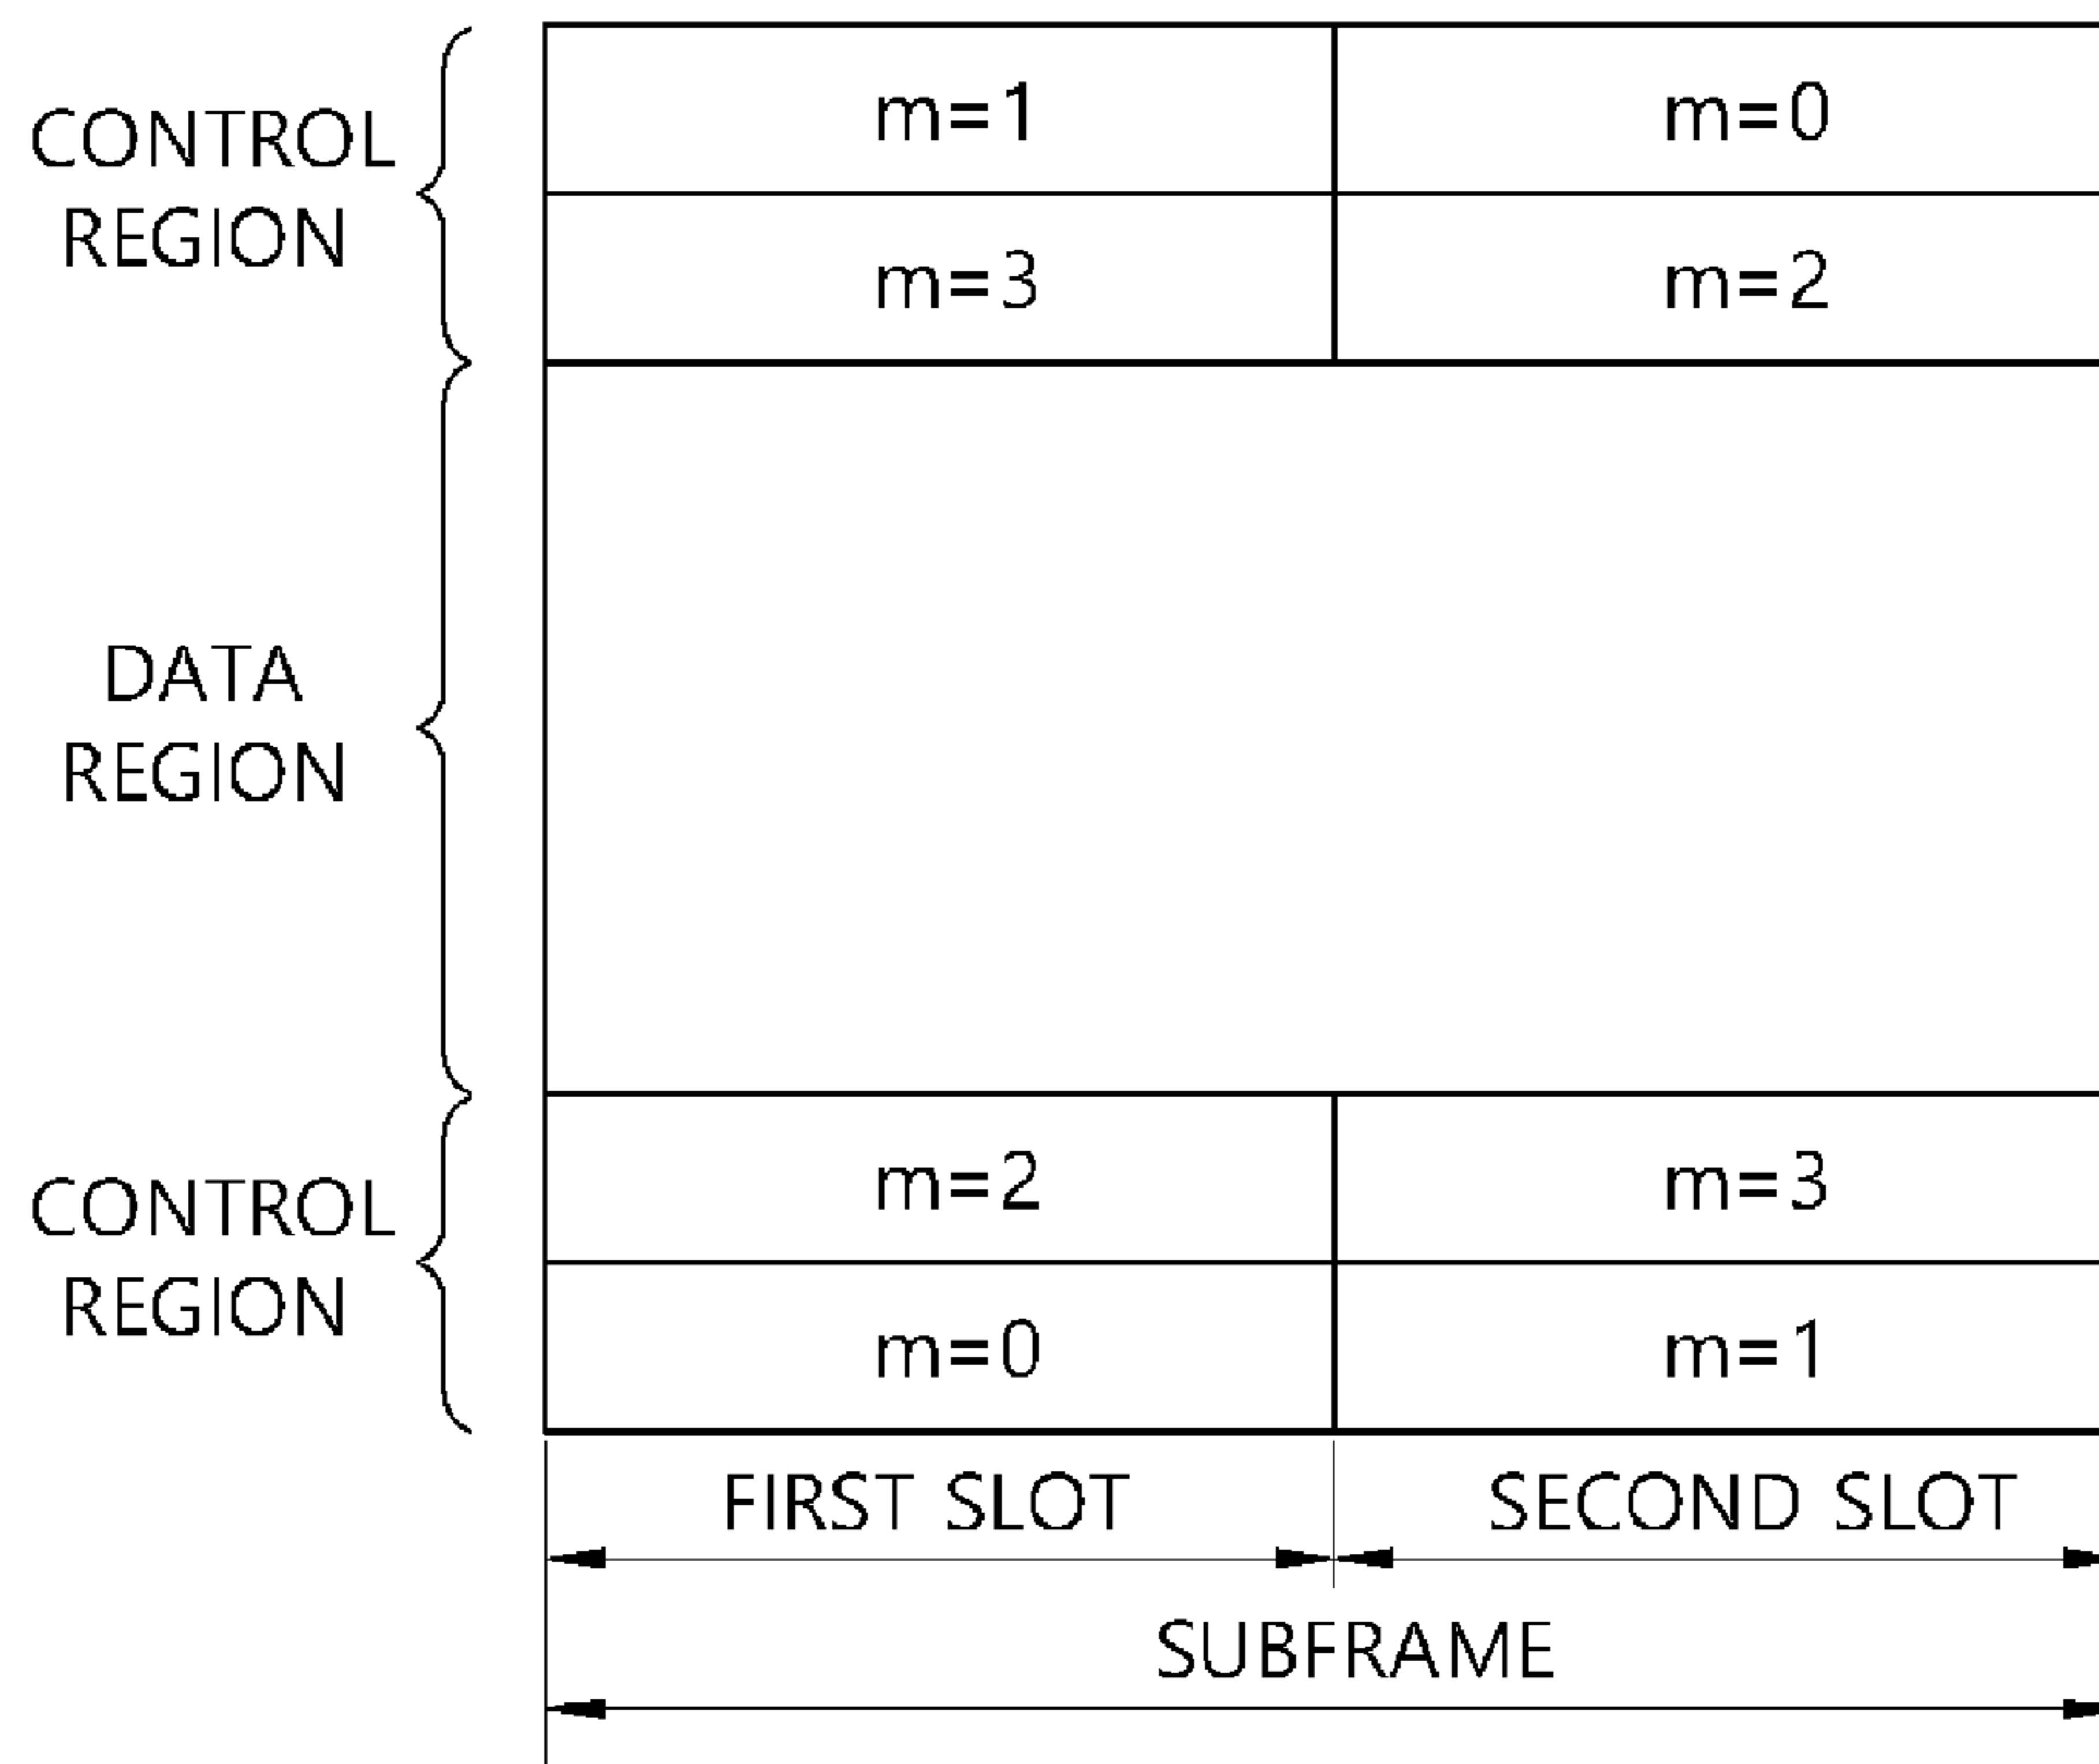 CONTROL
REGION
m=1
m=0
m=3
m=2
DATA
REGION
CONTROL
REGION
m=2
m=3
m=0
m=1
FIRST SLOT
SECOND SLOT
SUBFRAME